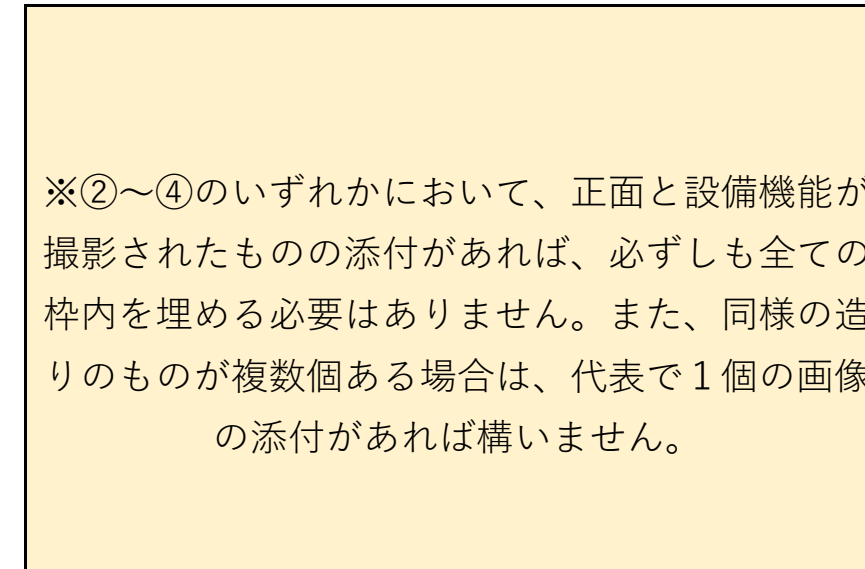 ※②～④のいずれかにおいて、正面と設備機能が
撮影されたものの添付があれば、必ずしも全ての
枠内を埋める必要はありません。また、同様の造
りのものが複数個ある場合は、代表で１個の画像
の添付があれば構いません。